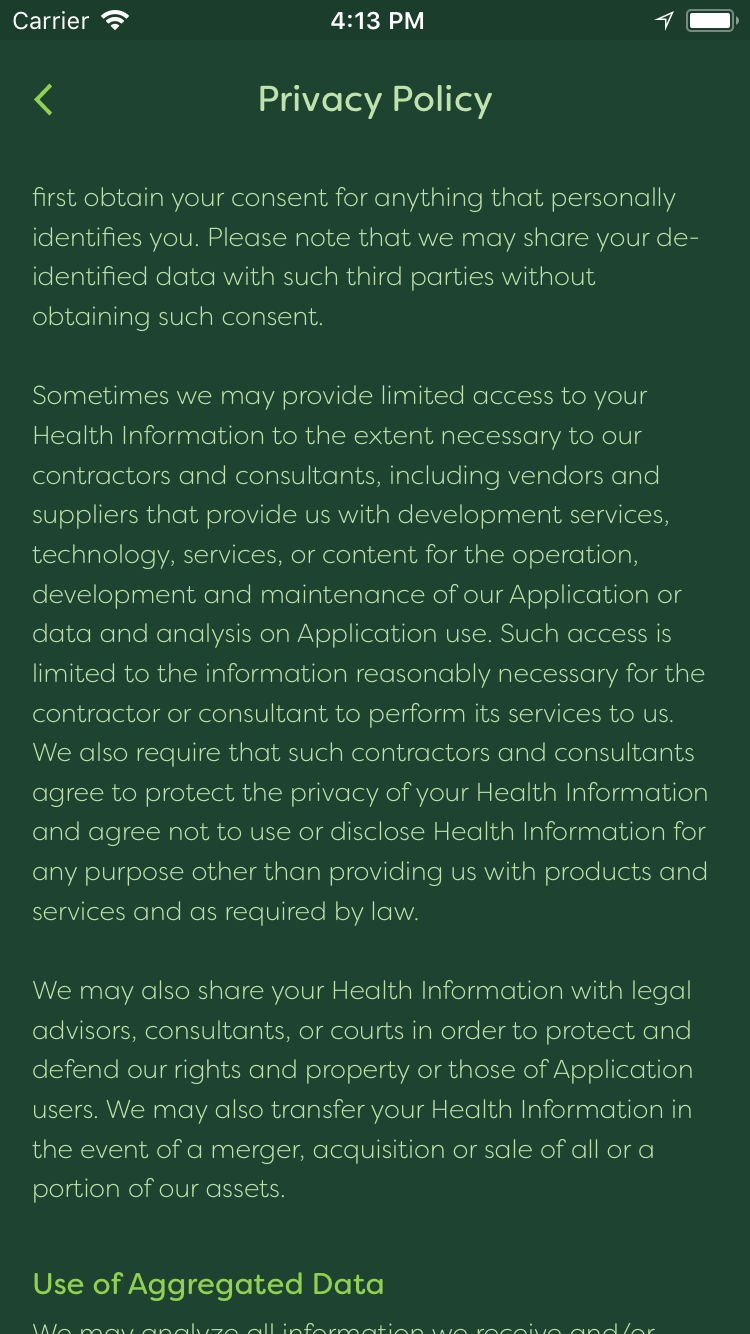 Carrier 4:13 PM
Privacy Policy
first obtain your consent for anything that personally
identifies you. Please note that we may share your de-
identified data with such third parties without
obtaining such consent.
Sometimes we may provide limited access to your
Health Information to the extent necessary to our
contractors and consultants, including vendors and
suppliers that provide us with development services,
technology, services, or content for the operation,
development and maintenance of our Application or
data and analysis on Application use. Such access is
limited to the information reasonably necessary for the
contractor or consultant to perform its services to us.
We also require that such contractors and consultants
agree to protect the privacy of your Health Information
and agree not to use or disclose Health Information for
any purpose other than providing us with products and
services and as required by law.
We may also share your Health Information with legal
advisors, consultants, or courts in order to protect and
defend our rights and property or those of Application
users. We may also transfer your Health Information in
the event of a merger, acquisition or sale of all or a
portion of our assets.
Use of Aggregated Data
We may analyze all information we receive and/or